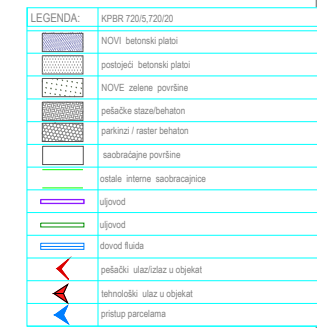 LEGENDA: KPBR 720/5,720/20
NOVI betonski platoi
postojeći betonski platoi
NOVE zelene površine
pešačke staze/behaton
parkinzi / raster behaton
saobraćajne površine
ostale interne saobracajnice
uljovod
uljovod
dovod fluida
pešački ulaz/izlaz u objekat
tehnološki ulaz u objekat
pristup parcelama